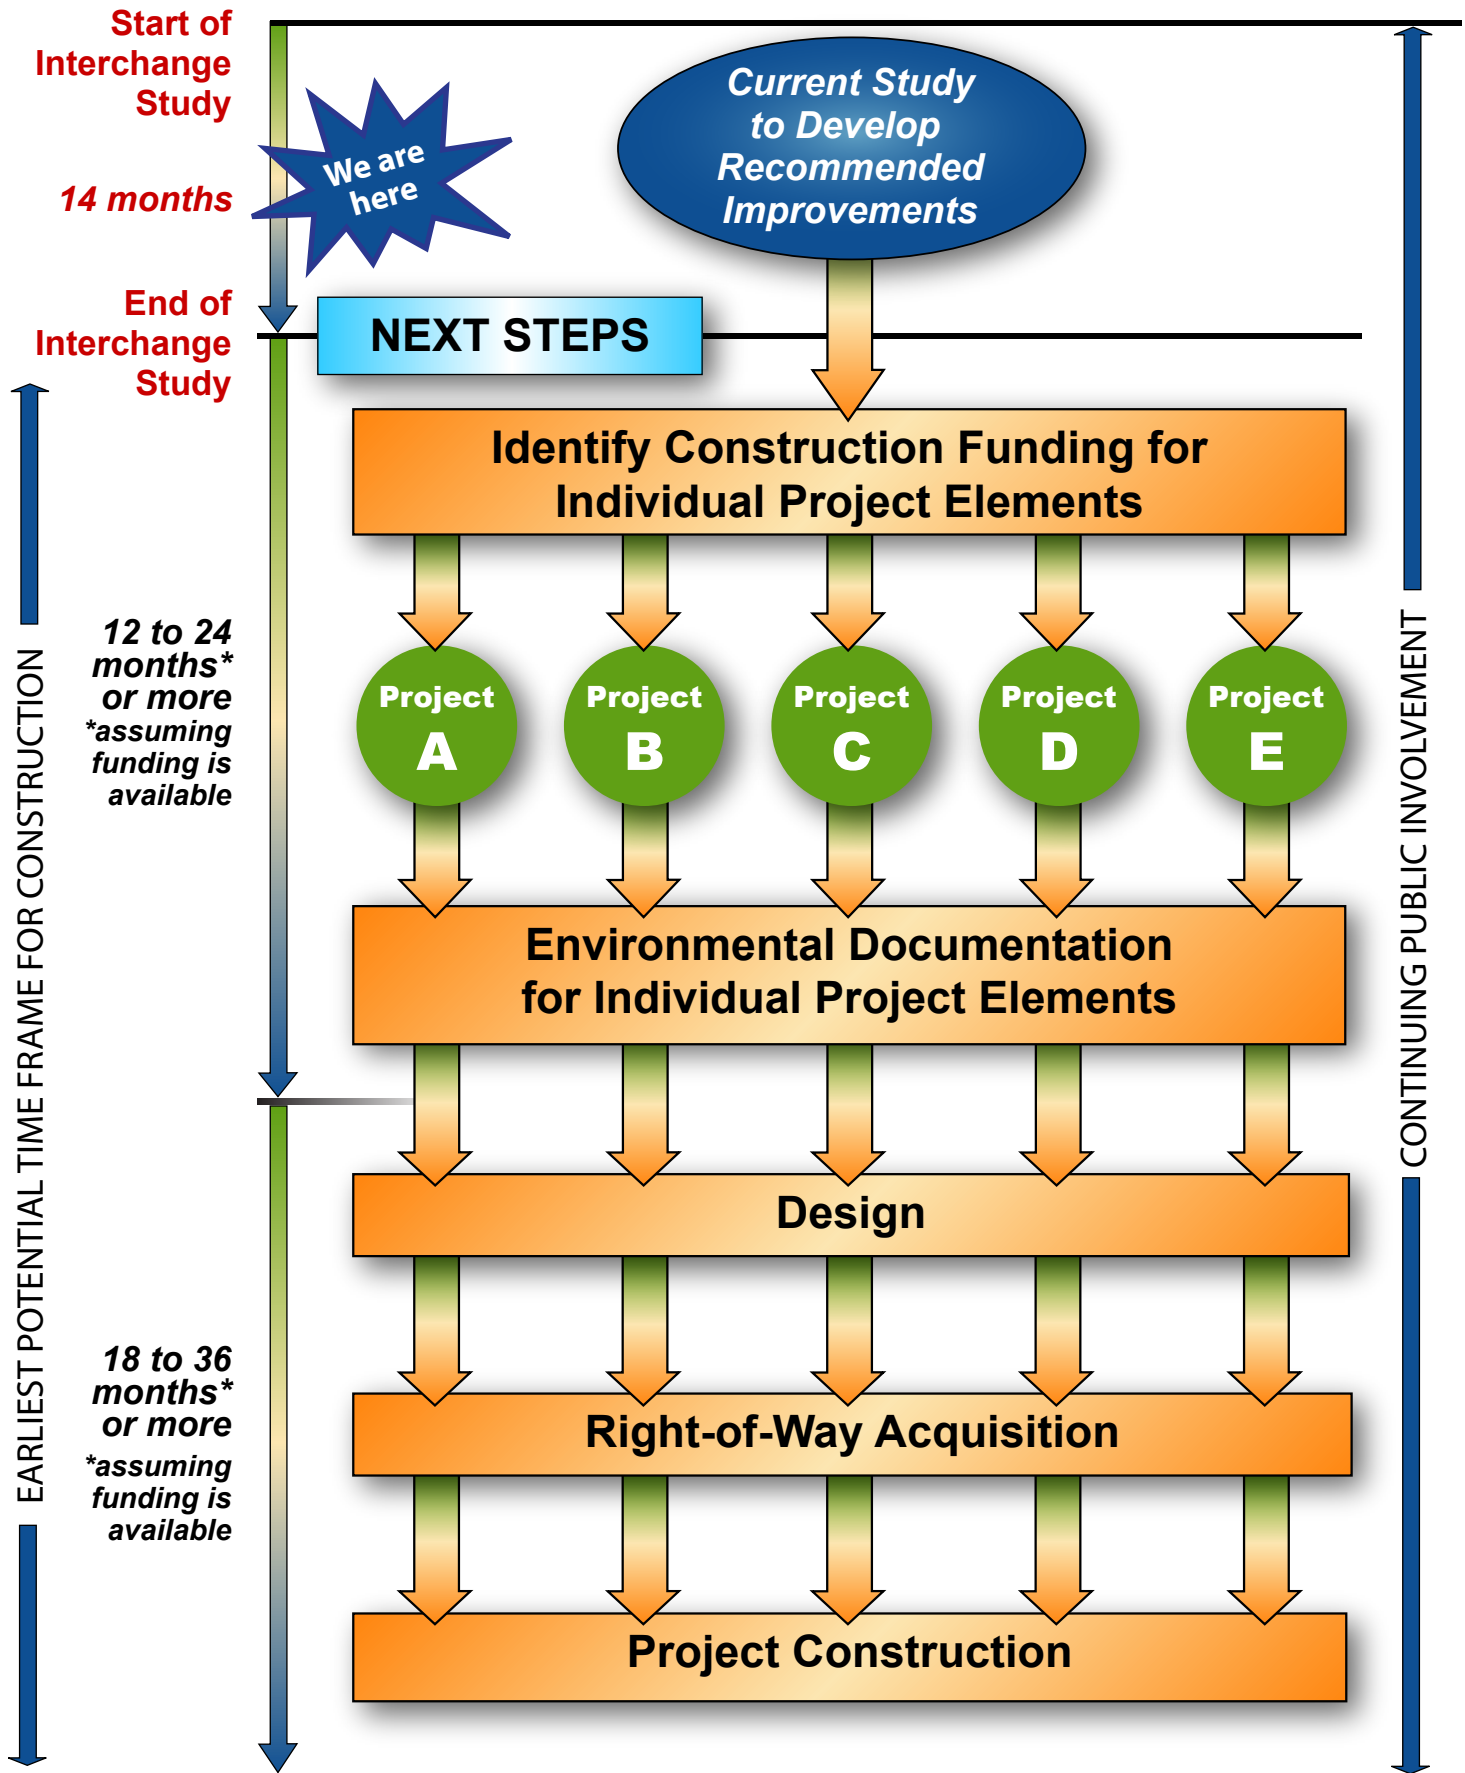 Start of
Interchange
Study
14 months
We are
here
Current Study
to Develop
Recommended
Improvements
End of
Interchange
Study
NEXT STEPS
Identify Construction Funding for
Individual Project Elements
12 to 24
months*
or more
*assuming
funding is
available
Project
A
Project
B
Project
C
Project
D
Project
E
Environmental Documentation
for Individual Project Elements
Design
18 to 36
months*
or more
*assuming
funding is
available
Right-of-Way Acquisition
Project Construction
EARLIEST POTENTIAL TIME FRAME FOR CONSTRUCTION
CONTINUING PUBLIC INVOLVEMENT